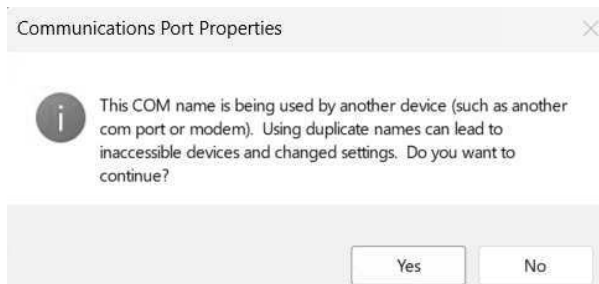 Communications Port Properties
This COM name is being used by another device (such as another
com port or modem).  Using duplicate names can lead to
inaccessible devices and changed settings.  Do you want to
continue?
Yes
No